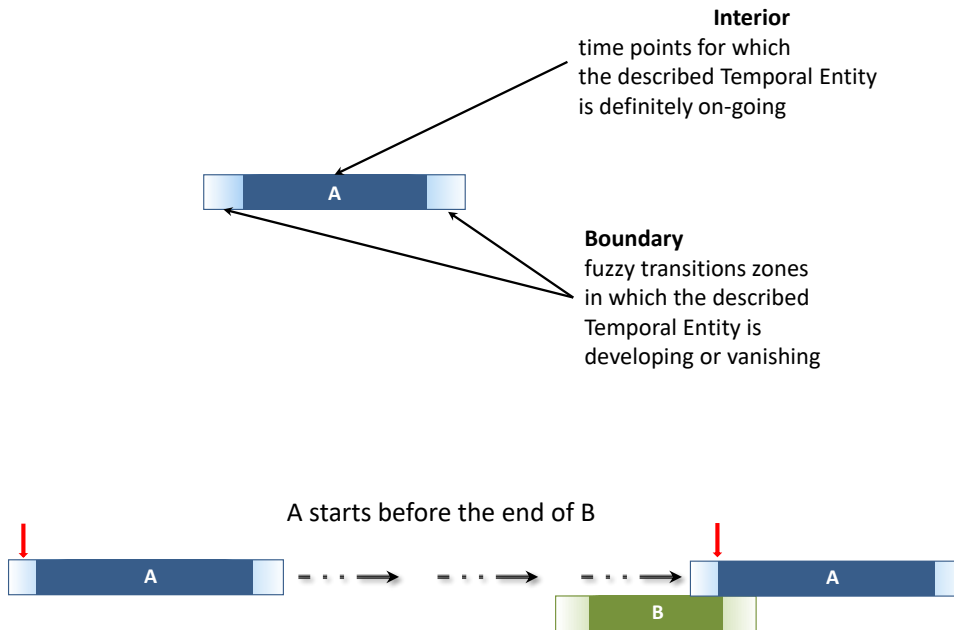 Interior
time points for which
the described Temporal Entity
is definitely on-going
A
Boundary
fuzzy transitions zones
in which the described
Temporal Entity is
developing or vanishing
A starts before the end of B
A
A
B